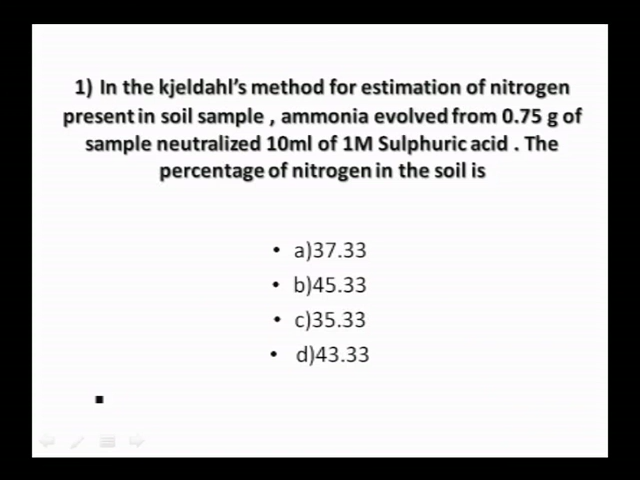 1) In the kjeldahl's method for estimation of nitrogen
present in soil sample , ammonia evolved from 0.75 g of
sample neutralized 10ml of 1M Sulphuric acid . The
percentage of nitrogen in the soil is
• a)37.33
• b)45.33
• c)35.33
• d)43.33